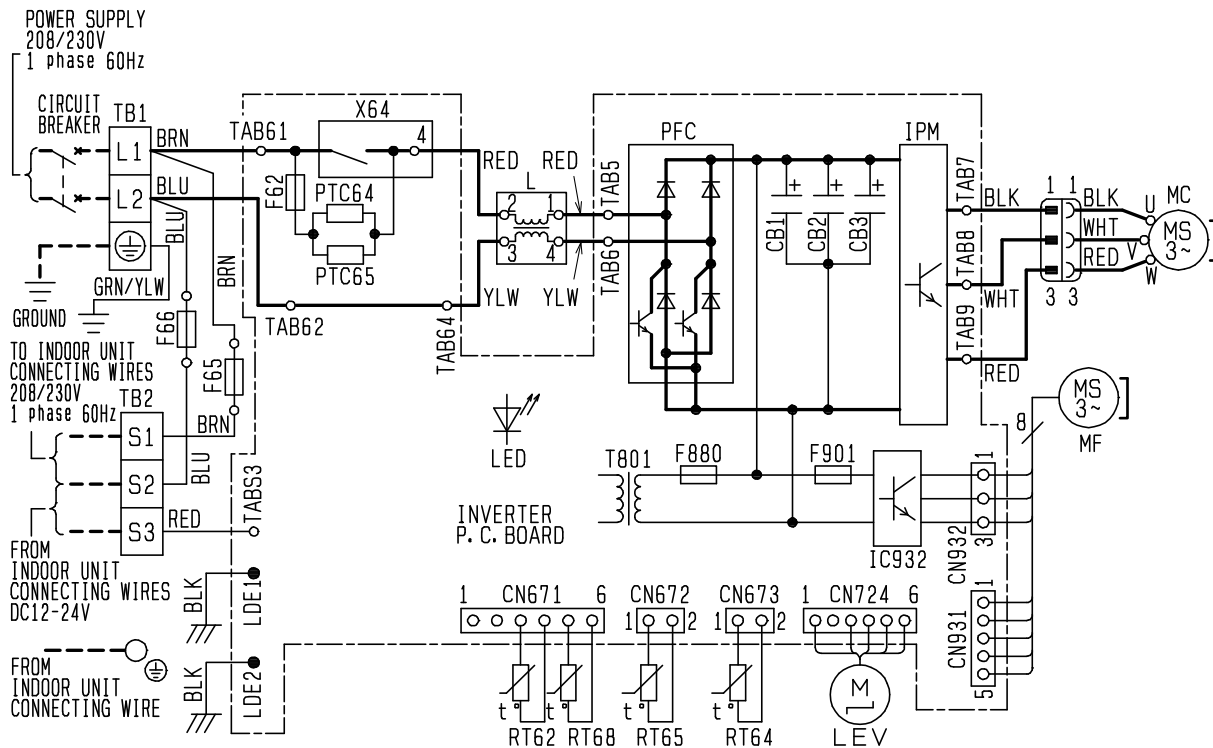 POWER SUPPLY
208/230V
1 phase 60Hz
CIRCUIT
BREAKER
TB1
L1
L2
BRN
BLU
BLU
BRN
GRN/YLW
GROUND
F66
F65
TO INDOOR UNIT
CONNECTING WIRES
208/230V
1 phase 60Hz
TB2
S1
S2
S3
BRN
BLU
RED
TABS3
FROM
INDOOR UNIT
CONNECTING WIRES
DC12-24V
FROM
INDOOR UNIT
CONNECTING WIRE
BLK
LDE1
BLK
LDE2
TAB61
X64
4
F62
PTC64
PTC65
TAB62
TAB64
RED
RED
L
2
1
3
4
YLW
YLW
TAB5
TAB6
PFC
CB1
+
CB2
+
CB3
+
IPM
TAB7
TAB8
TAB9
BLK
WHT
RED
1
1
3
3
BLK
WHT
RED
U
V
W
MC
MS
3~
MS
3~
MF
8
LED
T801
F880
F901
IC932
INVERTER
P. C. BOARD
1
3
CN932
1
5
CN931
1
CN671
6
CN672
1
2
CN673
1
2
1
CN724
6
t°
RT62
t°
RT68
t°
RT65
t°
RT64
M
LEV